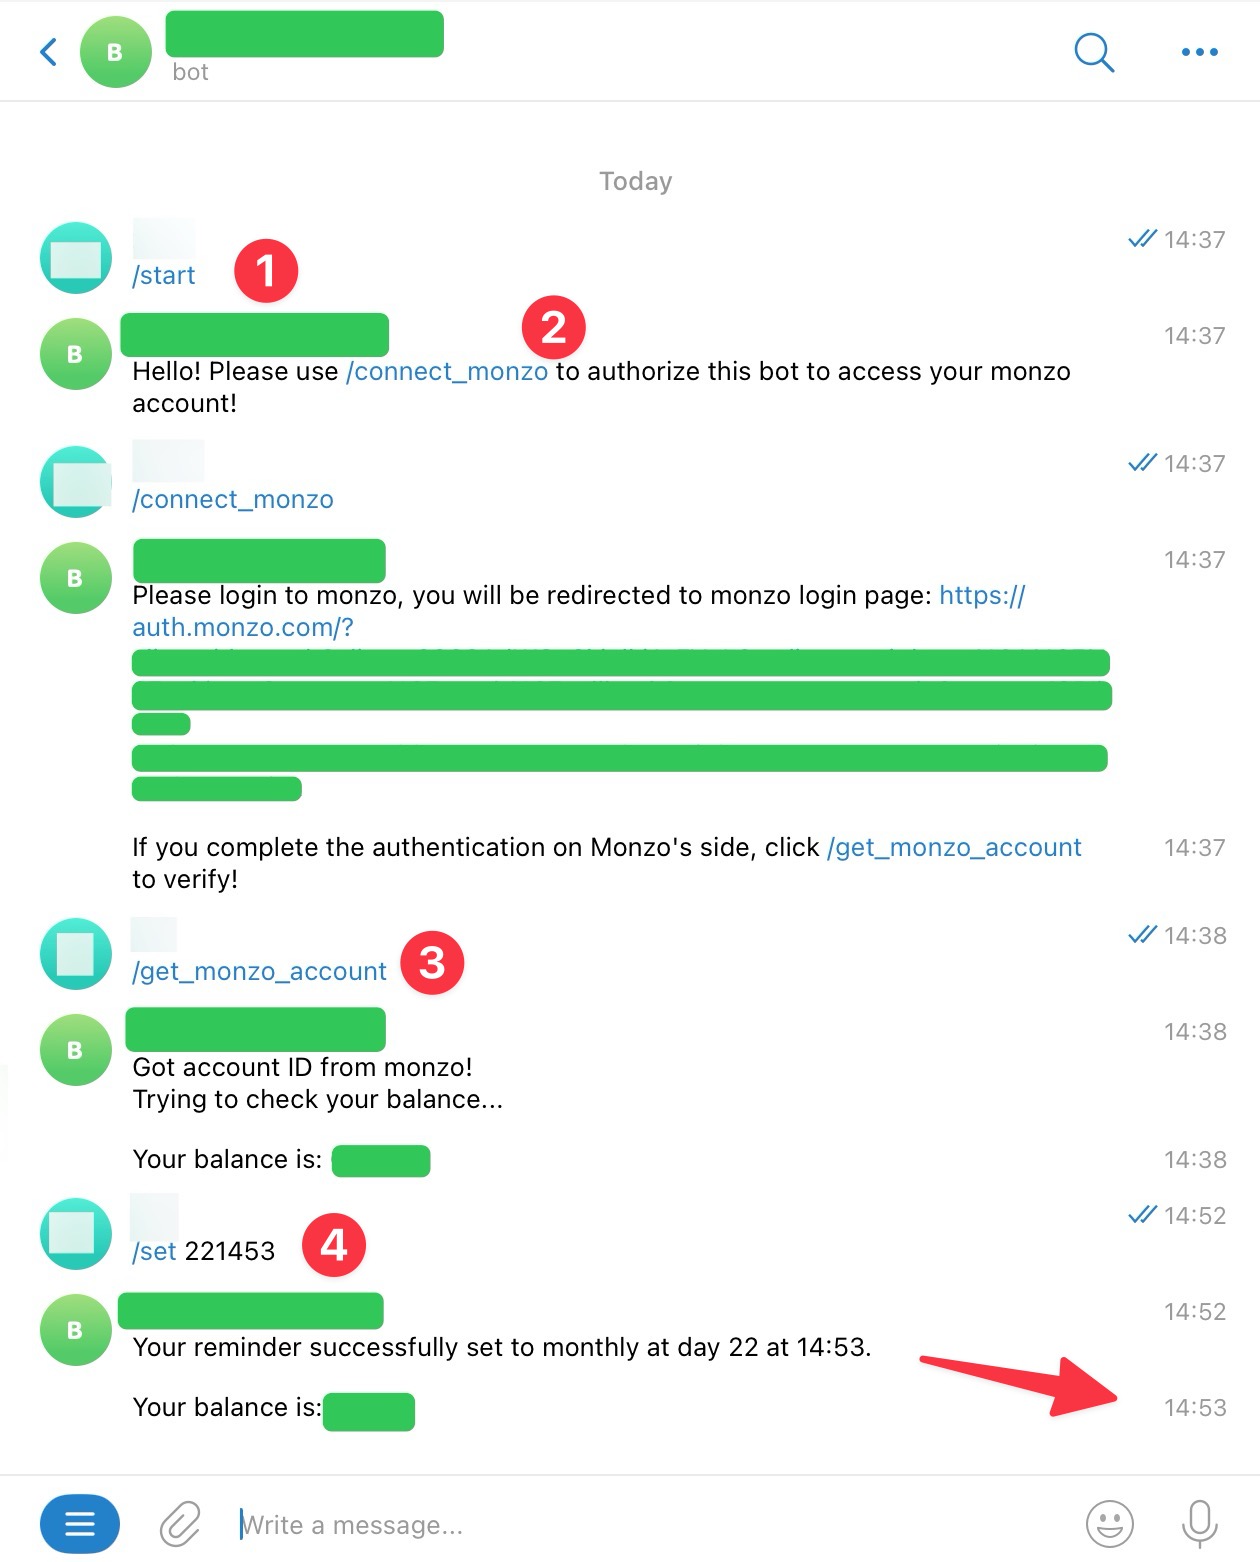 B
bot
Today
14:37
/start
1
2
B
14:37
Hello! Please use /connect_monzo to authorize this bot to access your monzo
account!
14:37
/connect_monzo
B
14:37
Please login to monzo, you will be redirected to monzo login page: https://
auth.monzo.com/?
If you complete the authentication on Monzo's side, click /get_monzo_account
14:37
to verify!
14:38
/get_monzo_account
3
B
14:38
Got account ID from monzo!
Trying to check your balance...
Your balance is:
14:38
14:52
/set 221453
4
B
14:52
Your reminder successfully set to monthly at day 22 at 14:53.
Your balance is:
14:53
Write a message...